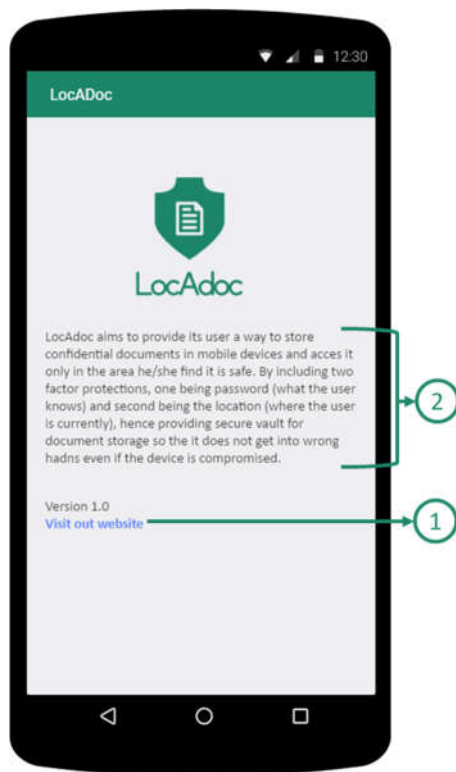 12:30
LocADoc
LocAdoc
LocAdoc aims to provide its user a way to store
confidential documents in mobile devices and acces it
only in the area he/she find it is safe. By including two
factor protections, one being password (what the user
knows) and second being the location (where the user
is currently), hence providing secure vault for
document storage so the it does not get into wrong
hadns even if the device is compromised.
2
Version 1.0
Visit out website
1